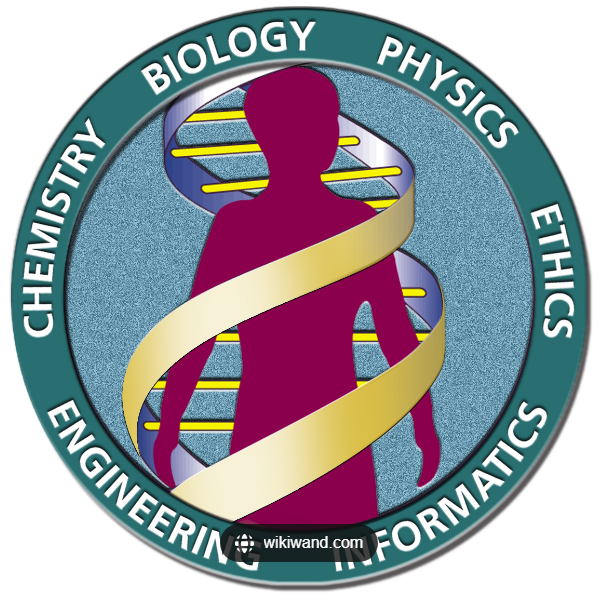 CHEMISTRY
BIOLOGY
PHYSICS
ETHICS
INFORMATICS
ENGINEERING
wikiwand.com